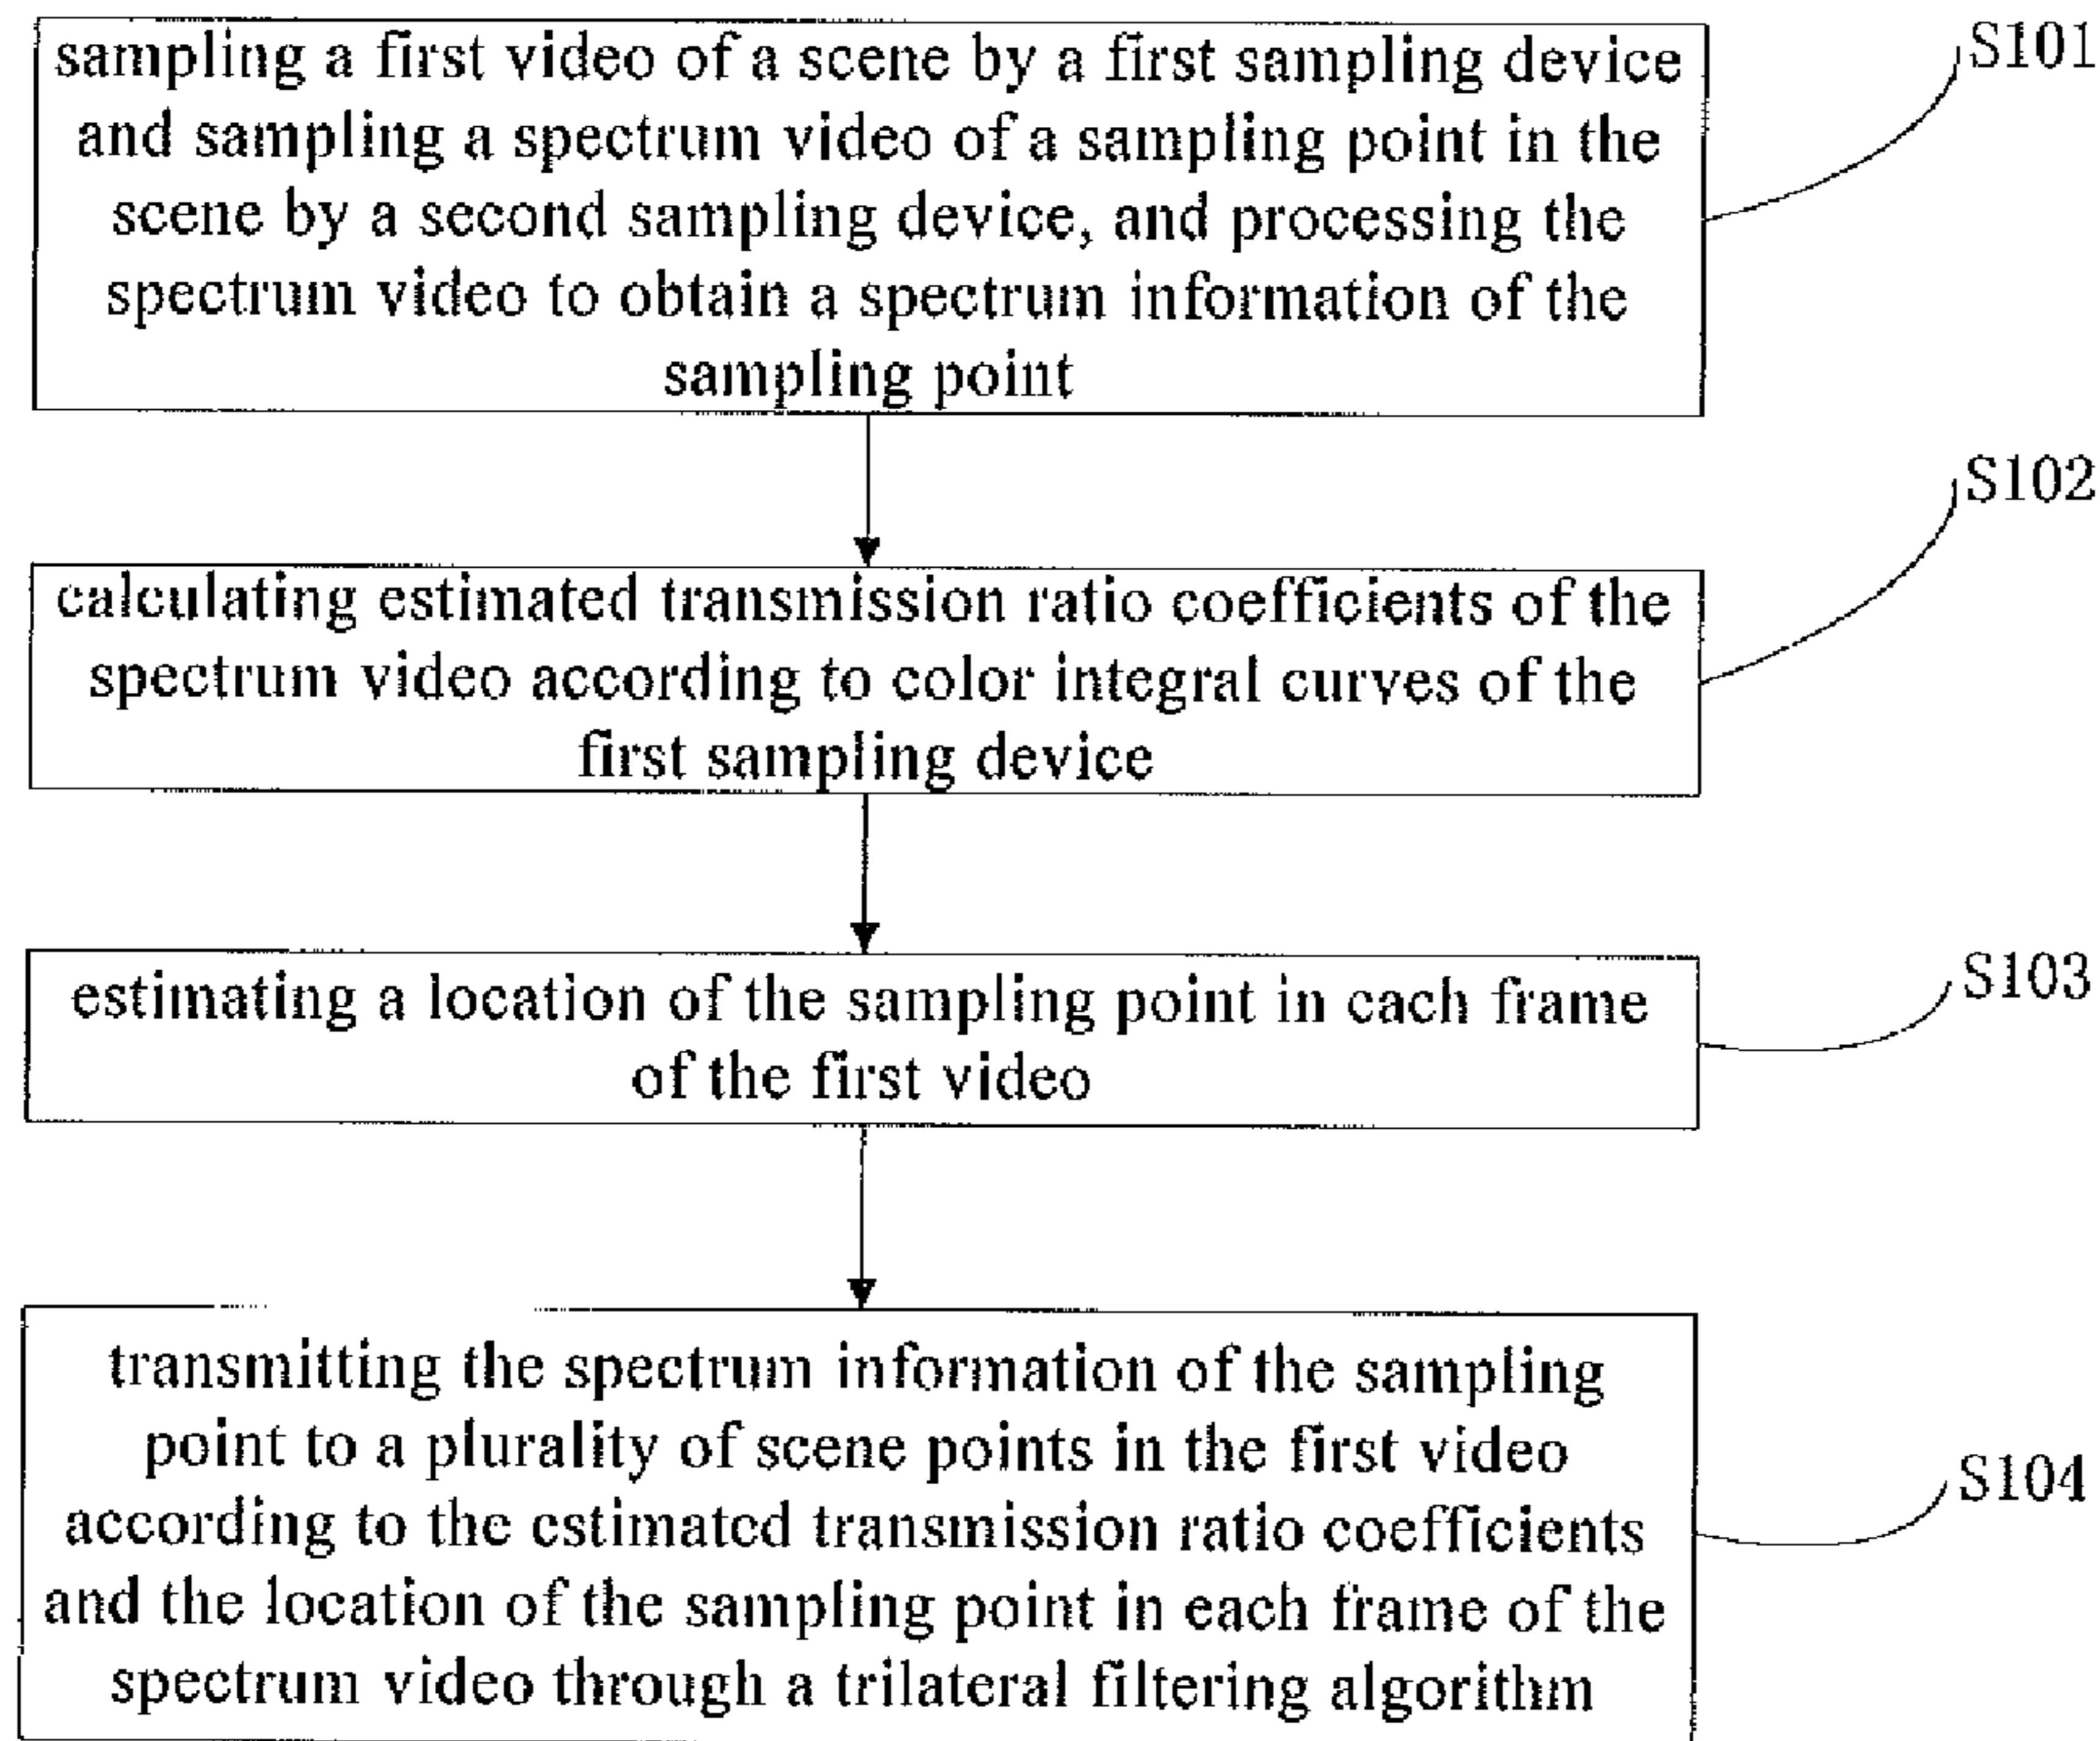 sampling a first video of a scene by a first sampling device
and sampling a spectrum video of a sampling point in the
scene by a second sampling device, and processing the
spectrum video to obtain a spectrum information of the
sampling point
S101
calculating estimated transmission ratio coefficients of the
spectrum video according to color integral curves of the
first sampling device
S102
estimating a location of the sampling point in each frame
of the first video
S103
transmitting the spectrum information of the sampling
point to a plurality of scene points in the first video
according to the estimated transmission ratio coefficients
and the location of the sampling point in each frame of the
spectrum video through a trilateral filtering algorithm
S104